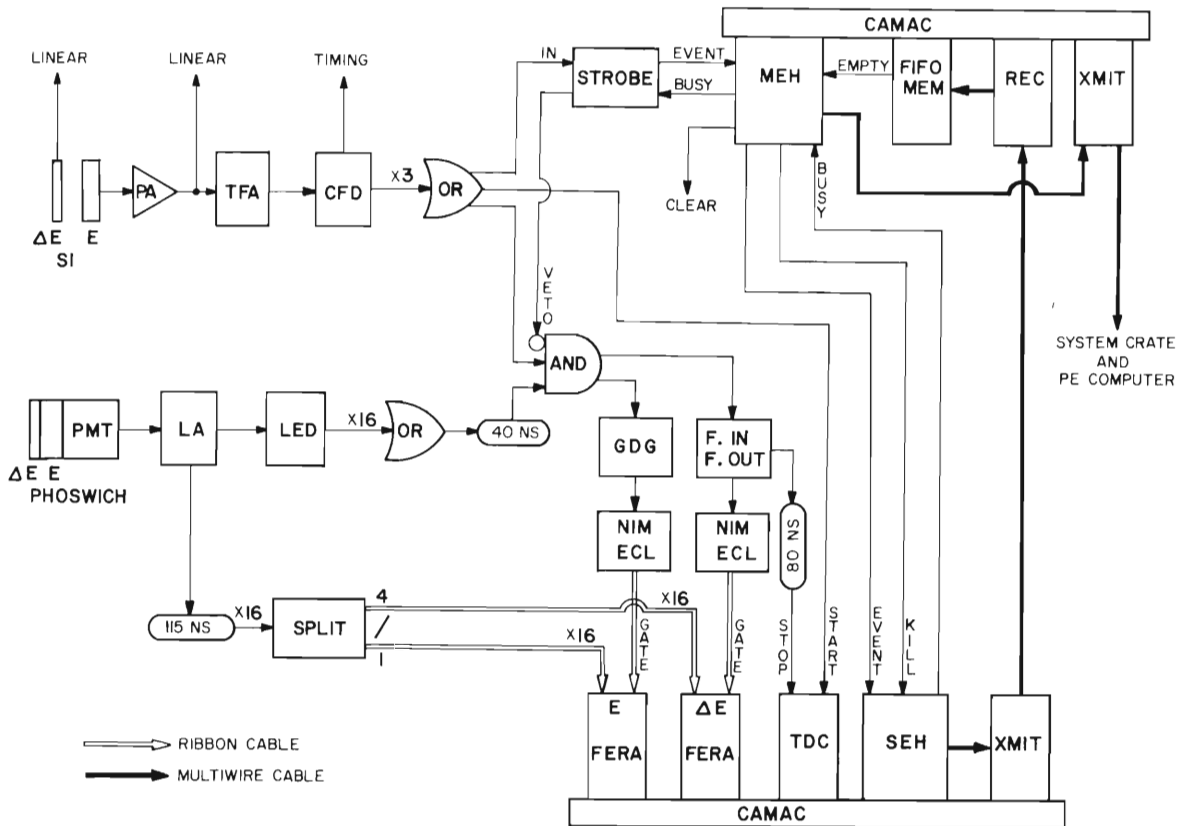 CAMAC
LINEAR
LINEAR
TIMING
IN
STROBE
EVENT
BUSY
MEH
EMPTY
FIFO
MEM
REC
XMIT
PA
TFA
CFD
X3
OR
CLEAR
BUSY
ΔE E
SI
VETO
AND
SYSTEM CRATE
AND
PE COMPUTER
PMT
LA
LED
X16
OR
40 NS
GDG
F. IN
F. OUT
ΔE E
PHOSWICH
NIM
ECL
NIM
ECL
80 NS
115 NS
X16
SPLIT
4
/
1
X16
X16
GATE
GATE
STOP
START
EVENT
KILL
E
FERA
ΔE
FERA
TDC
SEH
XMIT
RIBBON CABLE
MULTIWIRE CABLE
CAMAC